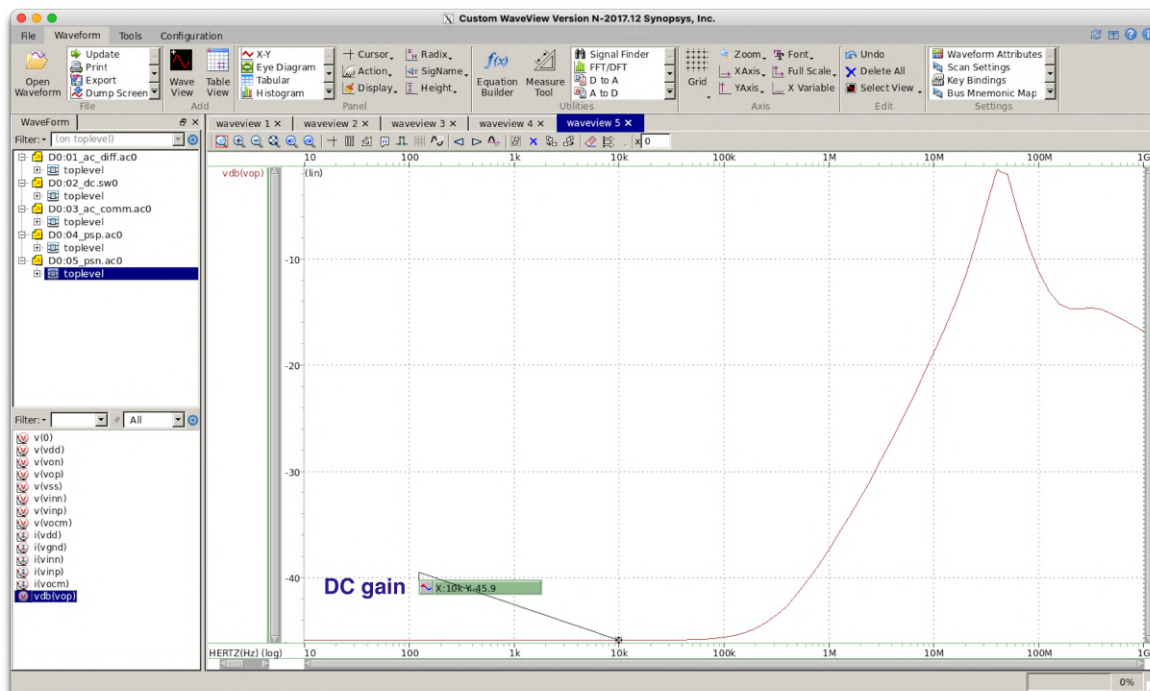 Custom WaveView Version N-2017.12 Synopsys, Inc.
File Waveform Tools Configuration
Open Waveform
Update
Print
Export
Dump Screen
File
Wave View
Table View
Add
X-Y
Eye Diagram
Tabular
Histogram
Cursor
Action
Display
Radix
SigName
Height
Panel
Equation Builder
Measure Tool
Signal Finder
FFT/DFT
D to A
A to D
Utilities
Grid
Zoom
XAxis
YAxis
Font
Full Scale
X Variable
Axis
Undo
Delete All
Select View
Edit
Waveform Attributes
Scan Settings
Key Bindings
Bus Mnemonic Map
Settings
WaveForm
Filter: (on toplevel)
D0:01_ac_diff.ac0
toplevel
D0:02_dc.sw0
toplevel
D0:03_ac_comm.ac0
toplevel
D0:04_psp.ac0
toplevel
D0:05_psn.ac0
toplevel
Filter: All
v(0)
v(vdd)
v(von)
v(vop)
v(vss)
v(vinn)
v(vinp)
v(vocm)
i(vdd)
i(vgnd)
i(vinn)
i(vinp)
i(vocm)
vdb(vop)
waveview 1 waveview 2 waveview 3 waveview 4 waveview 5
x 0
10 100 1k 10k 100k 1M 10M 100M 1G
vdb(vop) (lin)
-10
-20
-30
-40
DC gain
X:10k Y:-45.9
HERTZ(Hz) (log) 10 100 1k 10k 100k 1M 10M 100M 1G
0%